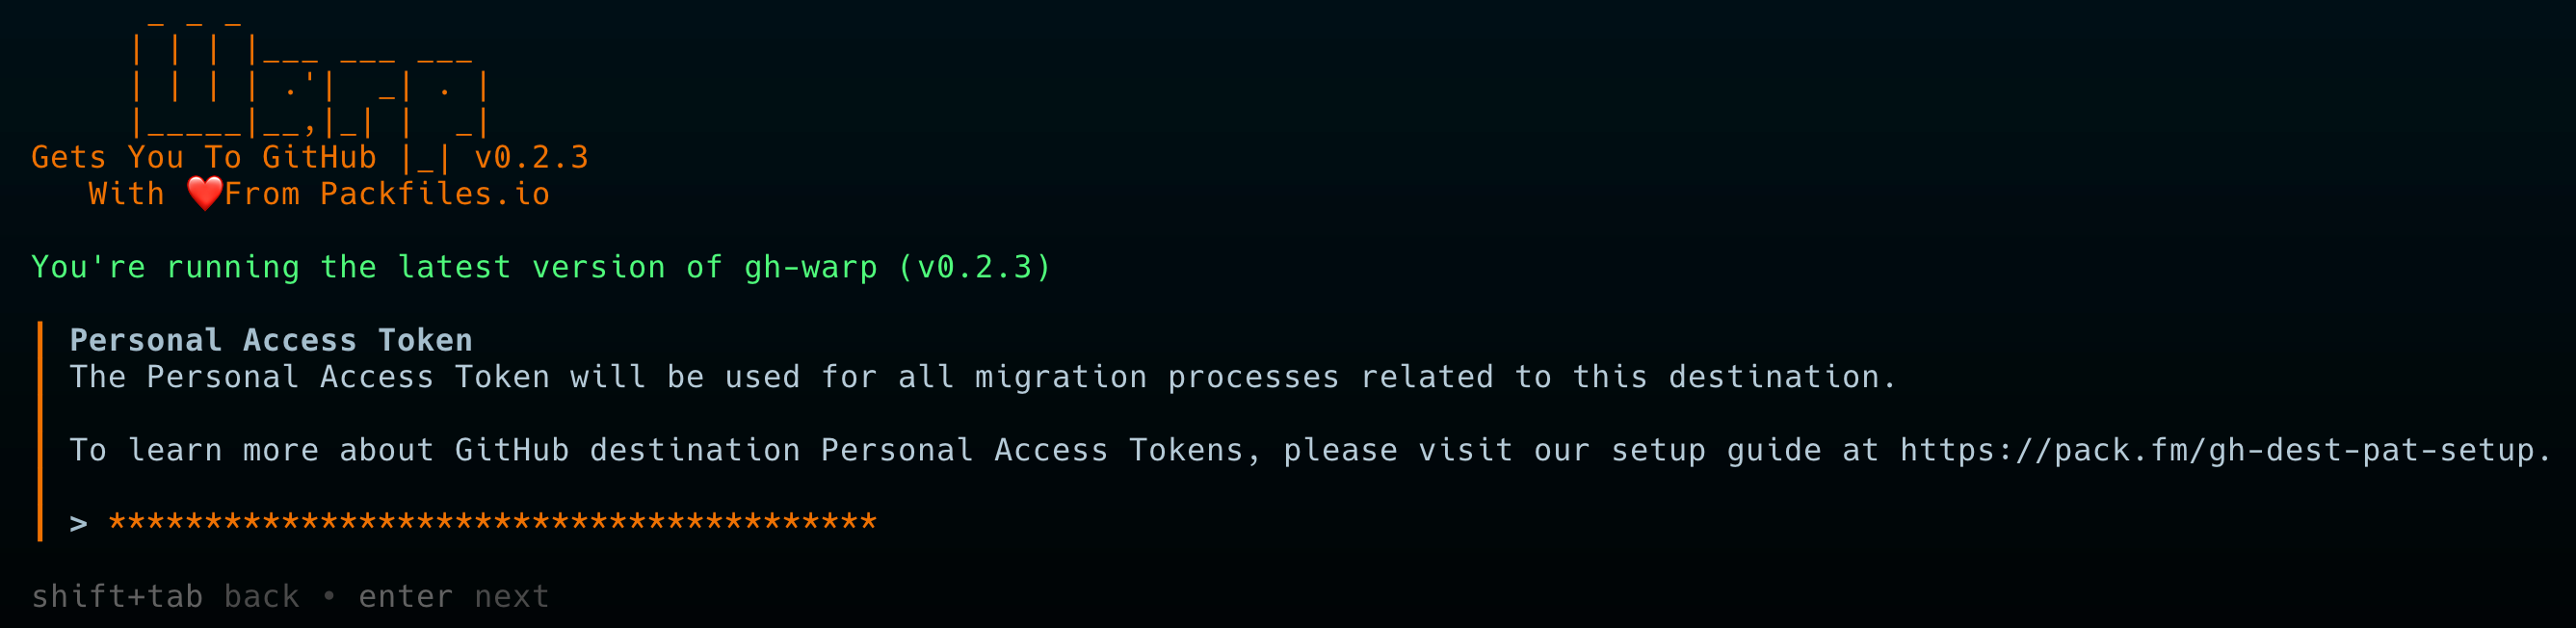 _ _ _
    | | | |___ ___ ___
    | | | | .'|  _| . |
    |_____|__,|_| |  _|
Gets You To GitHub |_| v0.2.3
With ❤️From Packfiles.io
You're running the latest version of gh-warp (v0.2.3)
Personal Access Token
The Personal Access Token will be used for all migration processes related to this destination.
To learn more about GitHub destination Personal Access Tokens, please visit our setup guide at https://pack.fm/gh-dest-pat-setup.
> ****************************************
shift+tab back • enter next